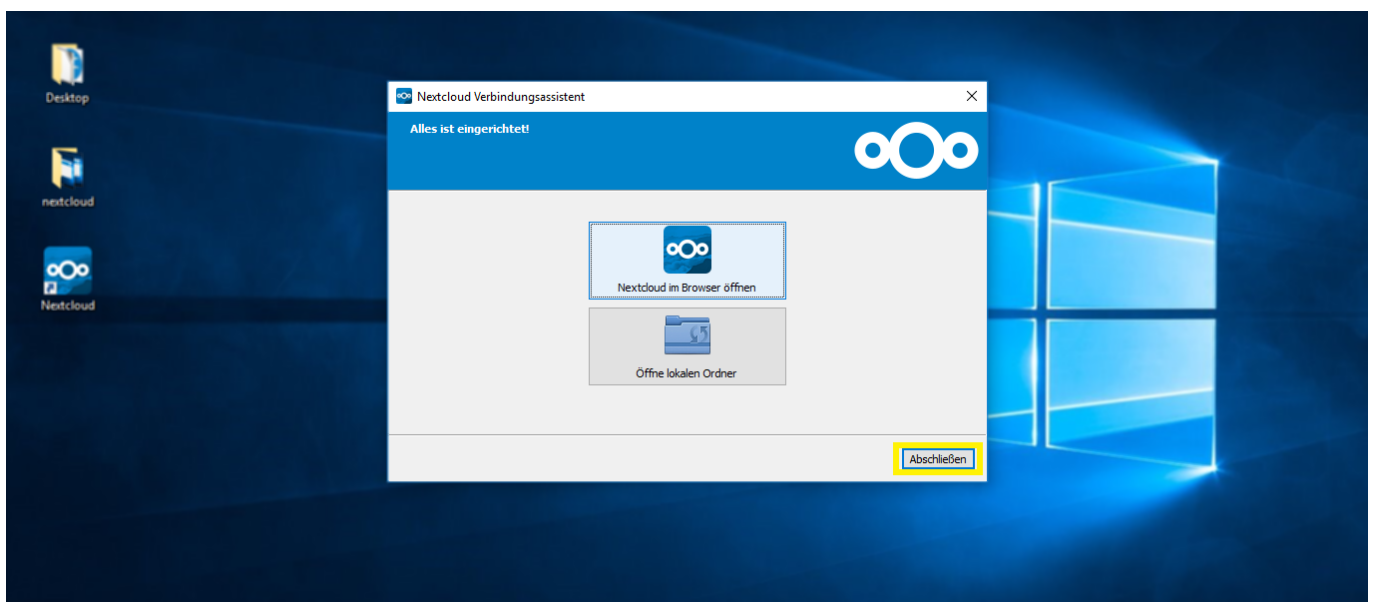 Desktop
nextcloud
Nextcloud
Nextcloud Verbindungsassistent
Alles ist eingerichtet!
Nextcloud im Browser öffnen
Öffne lokalen Ordner
Abschließen